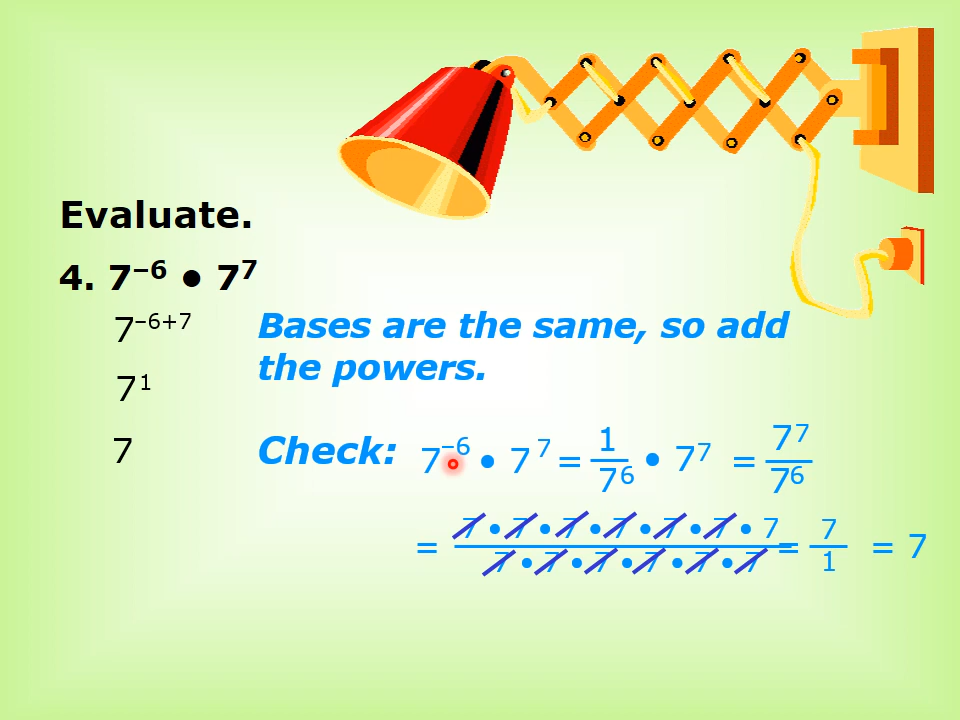 Evaluate.
4. 7⁻⁶ • 7⁷
7⁻⁶⁺⁷ Bases are the same, so add
the powers.
7¹
7 Check: 7⁻⁶ • 7⁷ = 1/7⁶ • 7⁷ = 7⁷/7⁶
= 7 • 7 • 7 • 7 • 7 • 7 • 7 / 7 • 7 • 7 • 7 • 7 • 7 = 7/1 = 7